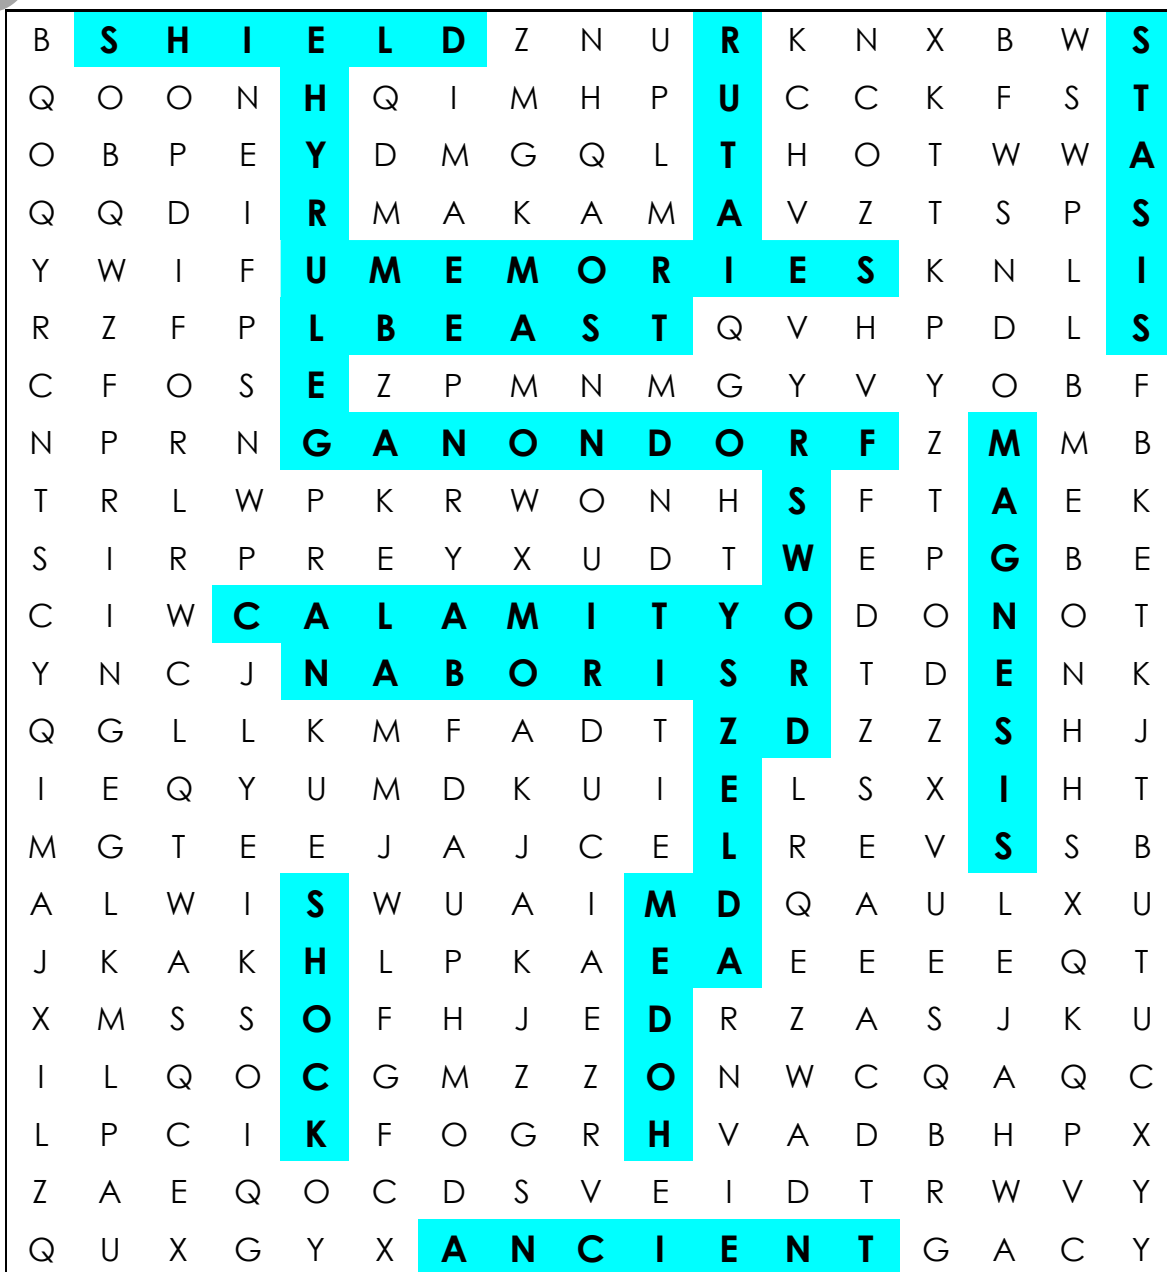 B S H I E L D Z N U R K N X B W S
Q O O N H Q I M H P U C C K F S T
O B P E Y D M G Q L T H O T W W A
Q Q D I R M A K A M A V Z T S P S
Y W I F U M E M O R I E S K N L I
R Z F P L B E A S T Q V H P D L S
C F O S E Z P M N M G Y V Y O B F
N P R N G A N O N D O R F Z M M B
T R L W P K R W O N H S F T A E K
S I R P R E Y X U D T W E P G B E
C I W C A L A M I T Y O D O N O T
Y N C J N A B O R I S R T D E N K
Q G L L K M F A D T Z D Z Z S H J
I E Q Y U M D K U I E L S X I H T
M G T E E J A J C E L R E V S S B
A L W I S W U A I M D Q A U L X U
J K A K H L P K A E A E E E E Q T
X M S S O F H J E D R Z A S J K U
I L Q O C G M Z Z O N W C Q A Q C
L P C I K F O G R H V A D B H P X
Z A E Q O C D S V E I D T R W V Y
Q U X G Y X A N C I E N T G A C Y